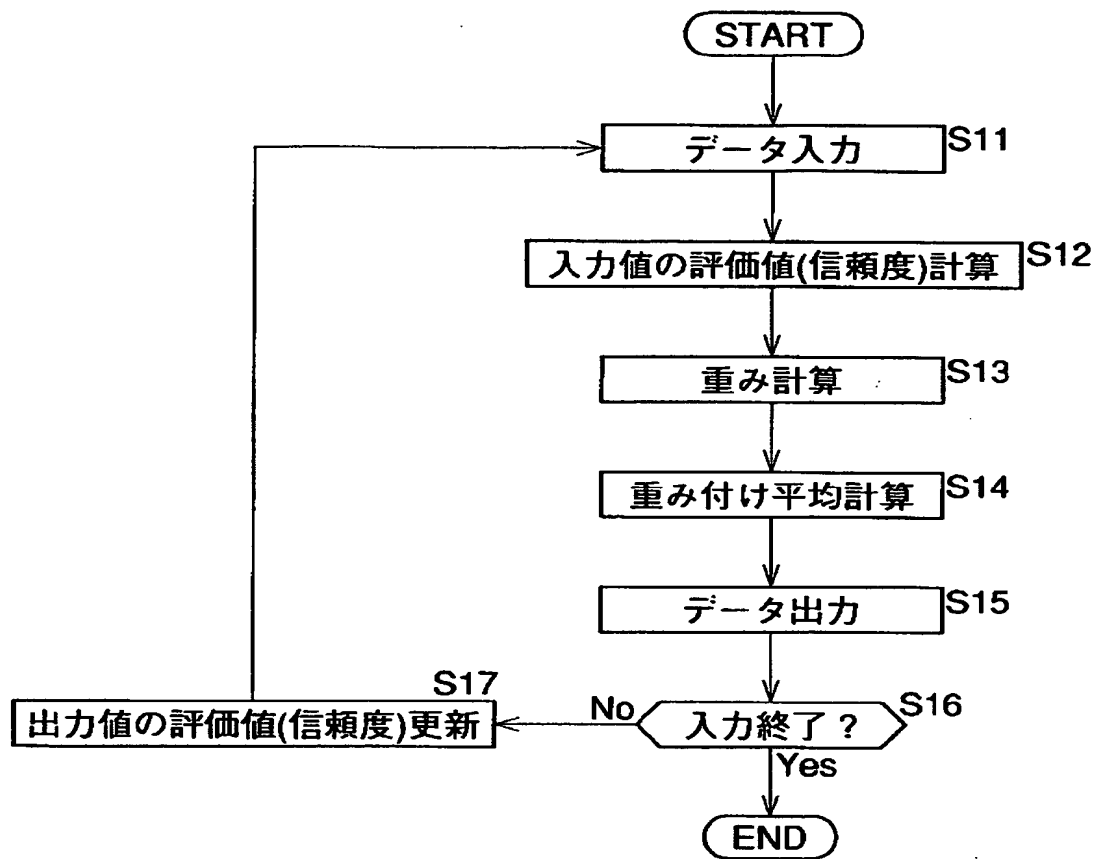 START
データ入力 S11
入力値の評価値(信頼度)計算 S12
重み計算 S13
重み付け平均計算 S14
データ出力 S15
入力終了？ S16
No
S17
出力値の評価値(信頼度)更新
Yes
END